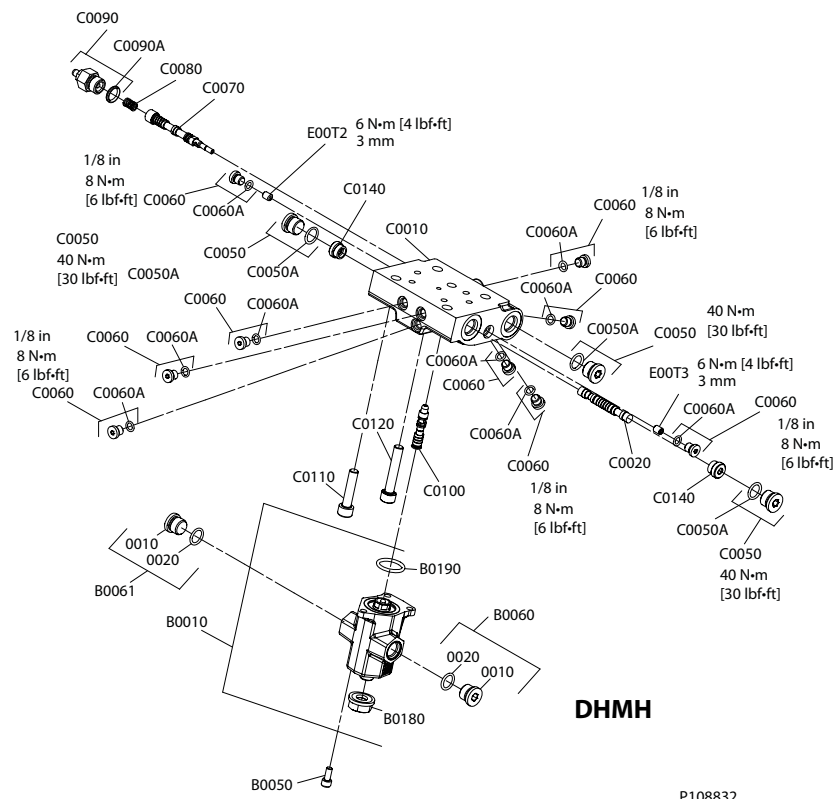 C0090
C0090A
C0080
C0070
E00T2
6 N•m [4 lbf•ft]
3 mm
1/8 in
8 N•m
[6 lbf•ft]
C0060
C0060A
C0140
C0010
C0050
C0050A
1/8 in
C0060
8 N•m
[6 lbf•ft]
C0060A
C0050
40 N•m
[30 lbf•ft]
C0050A
C0060
C0060A
C0060A
C0060
40 N•m
[30 lbf•ft]
C0050A
C0050
1/8 in
8 N•m
[6 lbf•ft]
C0060
C0060A
C0060
C0060A
C0060A
C0060
E00T3
6 N•m [4 lbf•ft]
3 mm
C0060A
C0060
1/8 in
8 N•m
[6 lbf•ft]
C0060A
C0060
1/8 in
8 N•m
[6 lbf•ft]
C0020
C0140
C0050A
C0050
40 N•m
[30 lbf•ft]
C0120
C0110
C0100
0010
0020
B0061
B0190
B0010
B0060
0020
0010
B0180
B0050
DHMH
P108832